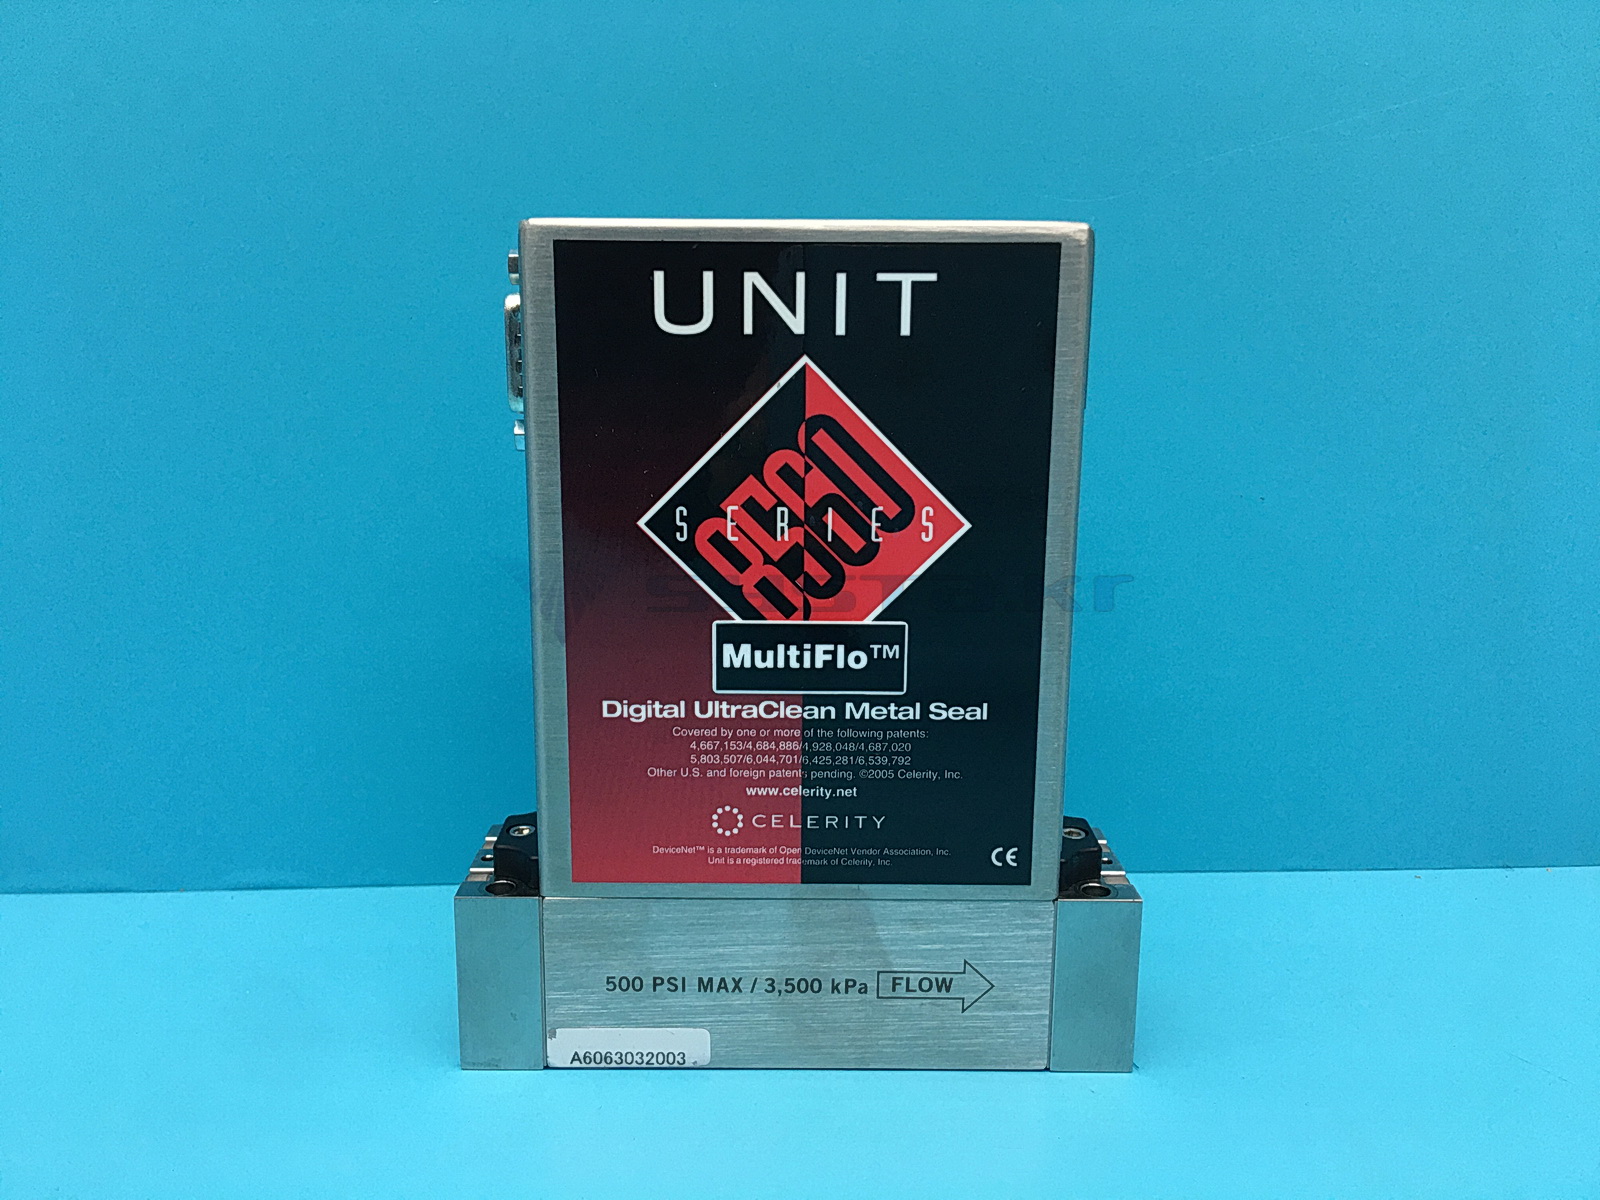 UNIT
8560
SERIES
MultiFlo™
Digital UltraClean Metal Seal
Covered by one or more of the following patents:
4,667,153/4,684,886/4,928,048/4,687,020
5,803,507/6,044,701/6,425,281/6,539,792
Other U.S. and foreign patents pending. ©2005 Celerity, Inc.
www.celerity.net
CELERITY
DeviceNet™ is a trademark of Open DeviceNet Vendor Association, Inc.
Unit is a registered trademark of Celerity, Inc.
CE
500 PSI MAX / 3,500 kPa FLOW
A6063032003